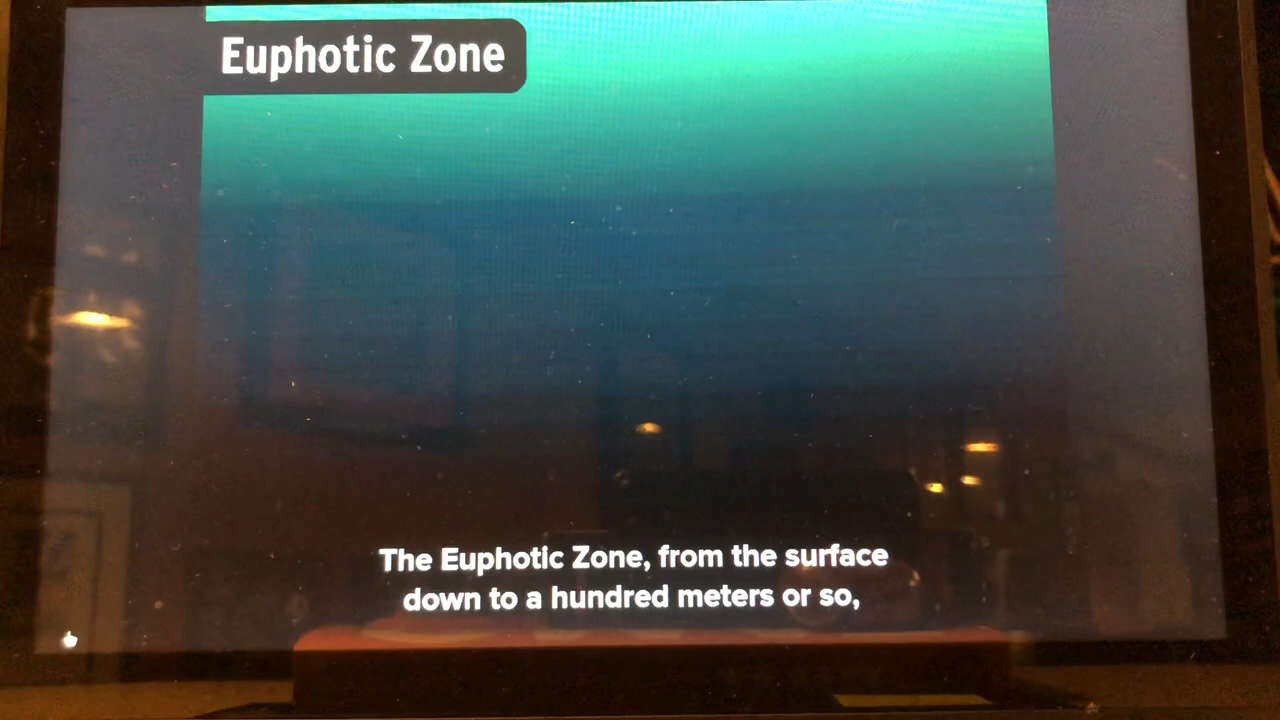 Euphotic Zone
The Euphotic Zone, from the surface
down to a hundred meters or so,